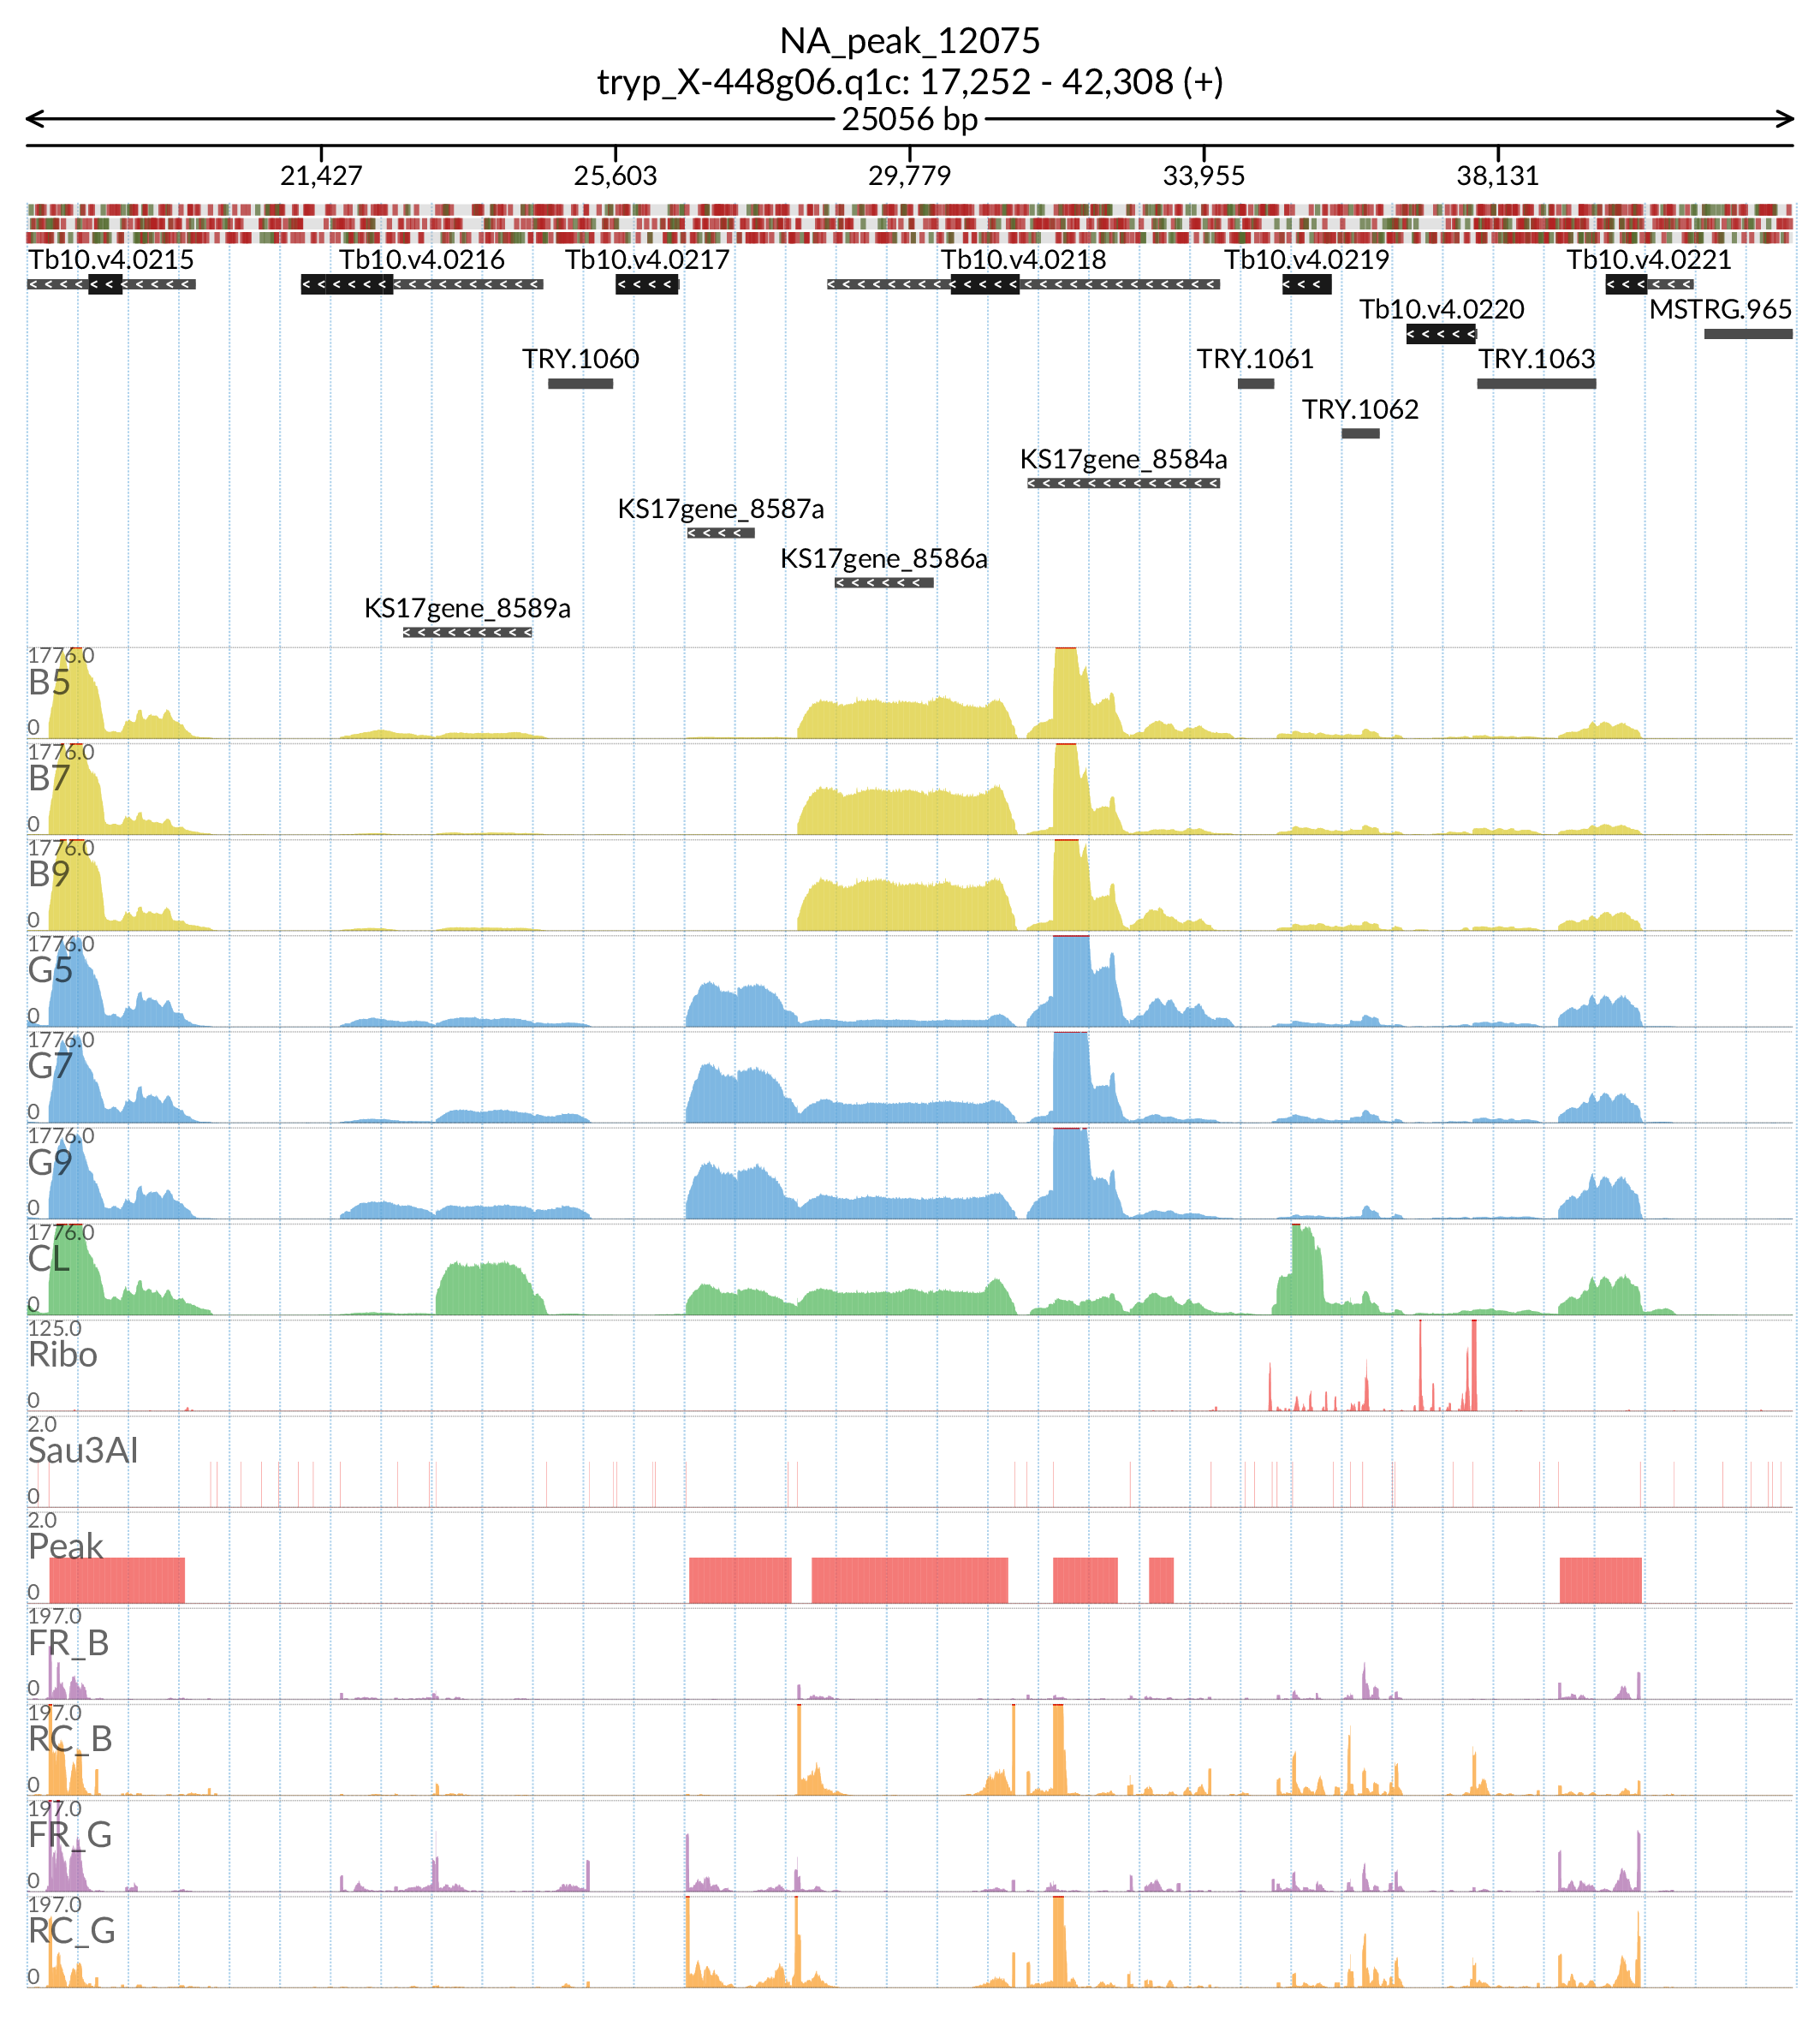 NA_peak_12075
tryp_X-448g06.q1c: 17,252 - 42,308 (+)
25056 bp
21,427 25,603 29,779 33,955 38,131
Tb10.v4.0215 Tb10.v4.0216 Tb10.v4.0217 Tb10.v4.0218 Tb10.v4.0219 Tb10.v4.0221
Tb10.v4.0220 MSTRG.965
TRY.1060 TRY.1061 TRY.1063
TRY.1062
KS17gene_8584a
KS17gene_8587a
KS17gene_8586a
KS17gene_8589a
1776.0
B5
0
1776.0
B7
0
1776.0
B9
0
1776.0
G5
0
1776.0
G7
0
1776.0
G9
0
1776.0
CL
0
125.0
Ribo
0
2.0
Sau3AI
0
2.0
Peak
0
197.0
FR_B
0
197.0
RC_B
0
197.0
FR_G
0
197.0
RC_G
0